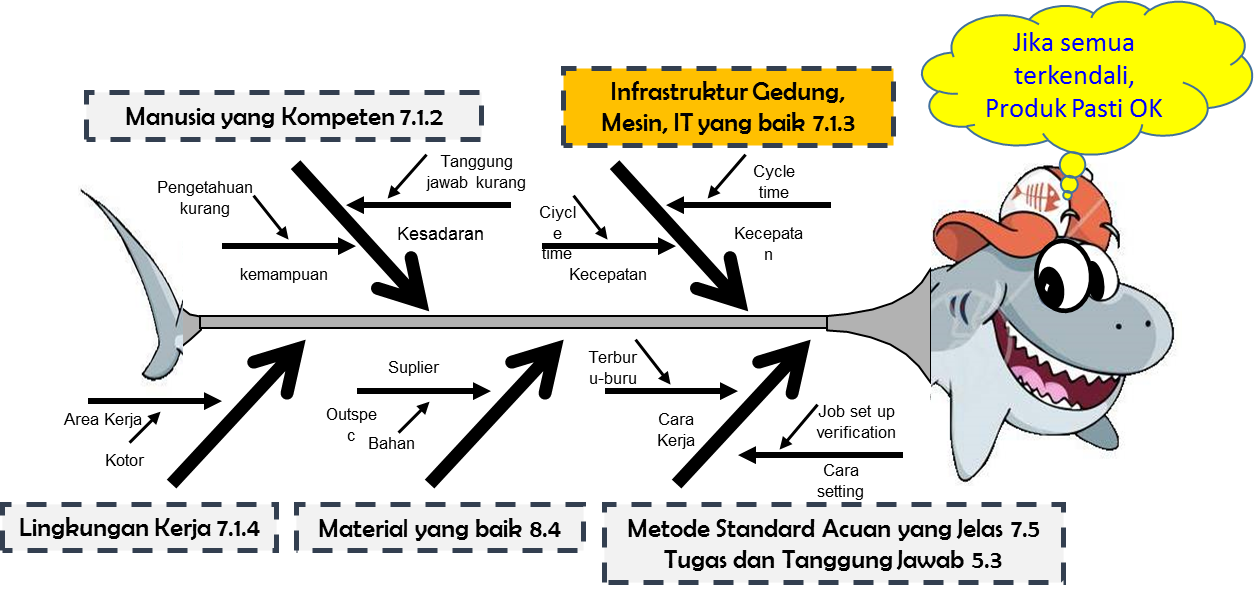 Jika semua
terkendali,
Produk Pasti OK
Manusia yang Kompeten 7.1.2
Infrastruktur Gedung,
Mesin, IT yang baik 7.1.3
Pengetahuan
kurang
Tanggung
jawab kurang
Kesadaran
kemampuan
Ciycl
e
time
Kecepatan
Cycle
time
Kecepata
n
Area Kerja
Kotor
Suplier
Outspe
c
Bahan
Terbur
u-buru
Cara
Kerja
Job set up
verification
Cara
setting
Lingkungan Kerja 7.1.4
Material yang baik 8.4
Metode Standard Acuan yang Jelas 7.5
Tugas dan Tanggung Jawab 5.3